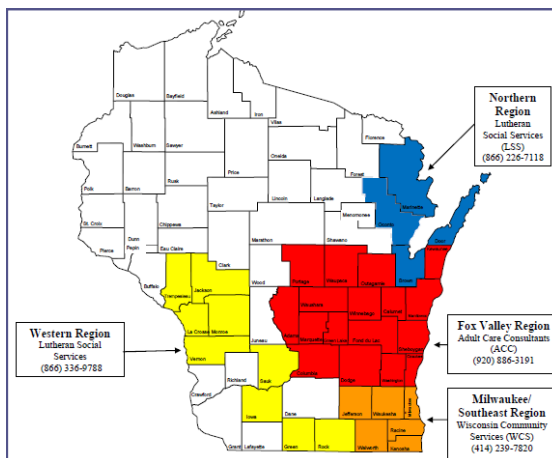 Douglas
Bayfield
Ashland
Iron
Vilas
Florence
Burnett
Washburn
Sawyer
Oneida
Forest
Price
Marinette
Polk
Barron
Rusk
Lincoln
Langlade
Oconto
Taylor
Menominee
St. Croix
Dunn
Chippewa
Marathon
Shawano
Door
Pierce
Pepin
Eau Claire
Clark
Wood
Portage
Waupaca
Outagamie
Brown
Buffalo
Trempealeau
Jackson
Waushara
Winnebago
Calumet
La Crosse
Monroe
Juneau
Marquette
Green Lake
Fond du Lac
Sheboygan
Vernon
Richland
Sauk
Columbia
Dodge
Washington
Crawford
Iowa
Dane
Jefferson
Waukesha
Grant
Lafayette
Green
Rock
Walworth
Racine
Kenosha
Northern
Region
Lutheran
Social Services
(LSS)
(866) 226-7118
Western Region
Lutheran Social
Services
(866) 336-9788
Fox Valley Region
Adult Care Consultants
(ACC)
(920) 886-3191
Milwaukee/
Southeast Region
Wisconsin Community
Services (WCS)
(414) 239-7820